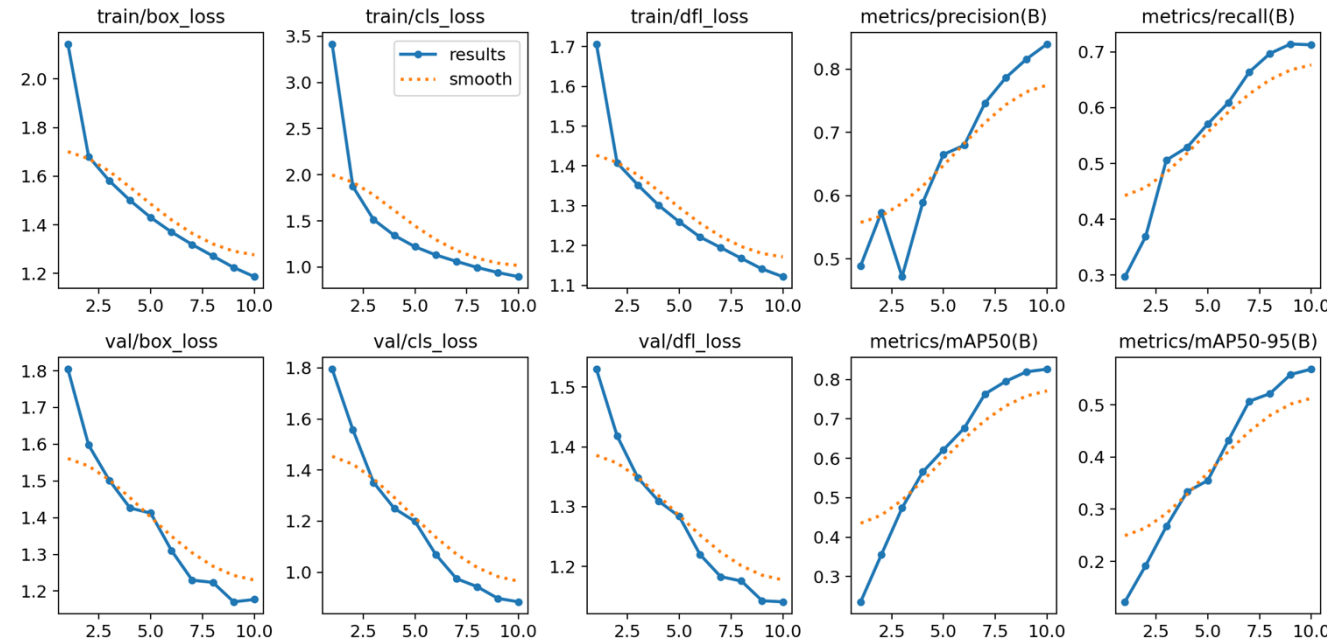 train/box_loss
2.0
1.8
1.6
1.4
1.2
2.5 5.0 7.5 10.0
train/cls_loss
results
smooth
3.5
3.0
2.5
2.0
1.5
1.0
2.5 5.0 7.5 10.0
train/dfl_loss
1.7
1.6
1.5
1.4
1.3
1.2
1.1
2.5 5.0 7.5 10.0
metrics/precision(B)
0.8
0.7
0.6
0.5
2.5 5.0 7.5 10.0
metrics/recall(B)
0.7
0.6
0.5
0.4
0.3
2.5 5.0 7.5 10.0
val/box_loss
1.8
1.7
1.6
1.5
1.4
1.3
1.2
2.5 5.0 7.5 10.0
val/cls_loss
1.8
1.6
1.4
1.2
1.0
2.5 5.0 7.5 10.0
val/dfl_loss
1.5
1.4
1.3
1.2
2.5 5.0 7.5 10.0
metrics/mAP50(B)
0.8
0.7
0.6
0.5
0.4
0.3
2.5 5.0 7.5 10.0
metrics/mAP50-95(B)
0.5
0.4
0.3
0.2
2.5 5.0 7.5 10.0